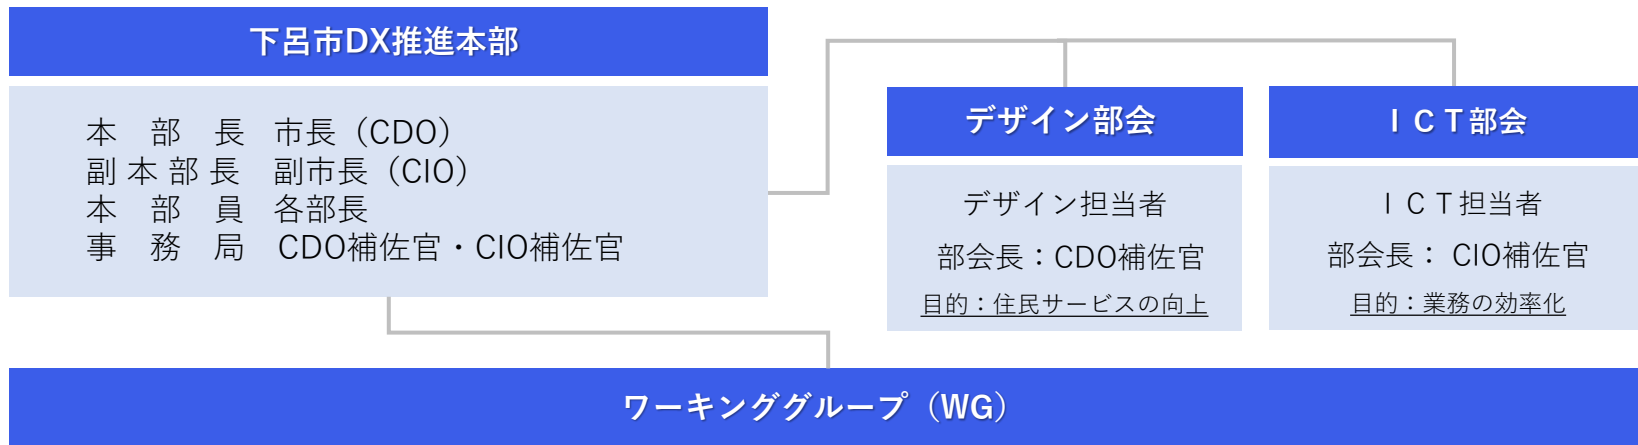 下呂市DX推進本部
本　部　長　市長（CDO）
副 本 部 長　副市長（CIO）
本　部　員　各部長
事　務　局　CDO補佐官・CIO補佐官
デザイン部会
デザイン担当者
部会長：CDO補佐官
目的：住民サービスの向上
ＩＣＴ部会
ＩＣＴ担当者
部会長： CIO補佐官
目的：業務の効率化
ワーキンググループ（WG）